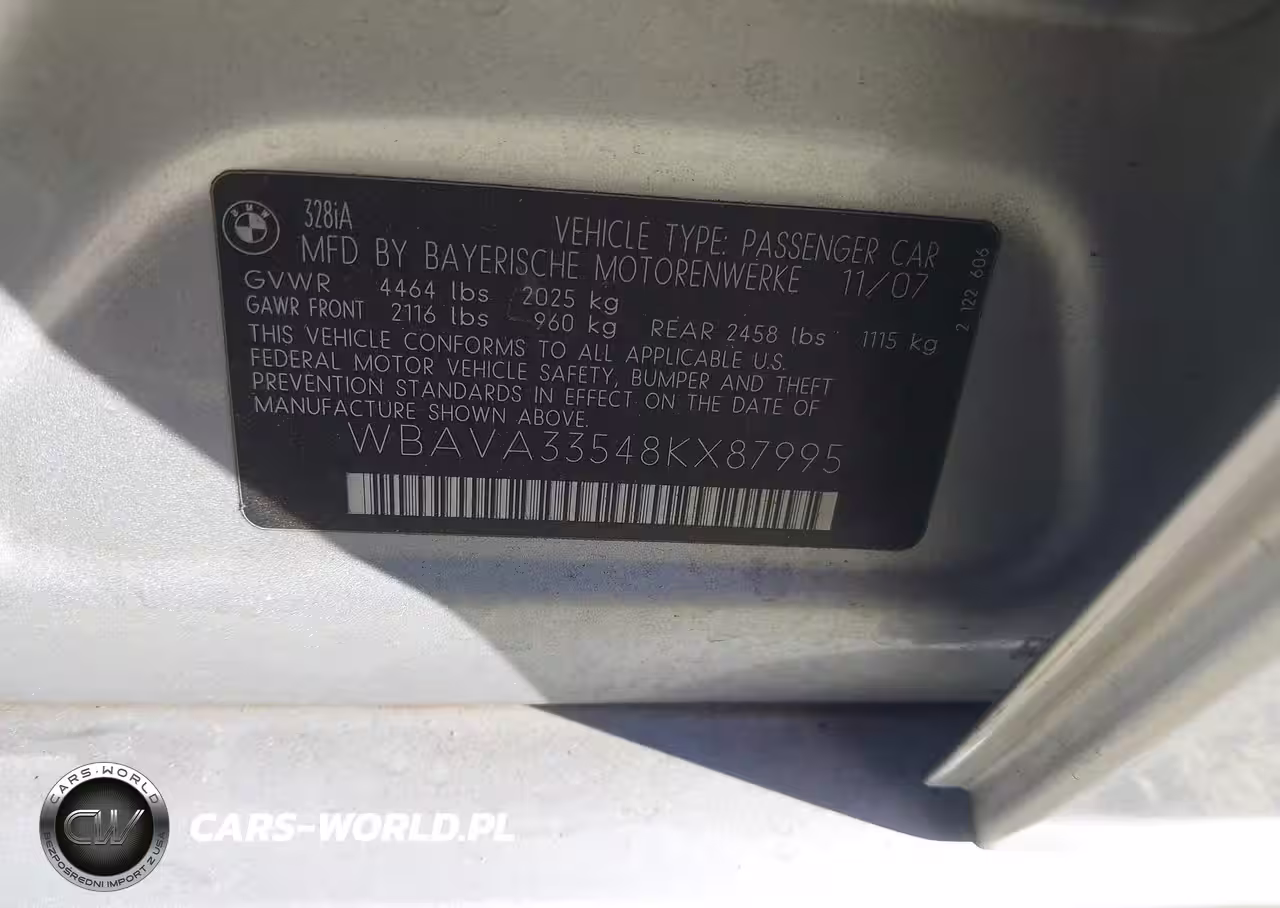 BMW
328iA
VEHICLE TYPE: PASSENGER CAR
MFD BY BAYERISCHE MOTORENWERKE 11/07
GVWR 4464 lbs 2025 kg
GAWR FRONT 2116 lbs 960 kg REAR 2458 lbs 1115 kg
THIS VEHICLE CONFORMS TO ALL APPLICABLE U.S.
FEDERAL MOTOR VEHICLE SAFETY, BUMPER AND THEFT
PREVENTION STANDARDS IN EFFECT ON THE DATE OF
MANUFACTURE SHOWN ABOVE.
WBAVA33548KX87995
2 122 606
CARS-WORLD
CW
BEZPOŚREDNI IMPORT Z USA
CARS-WORLD.PL